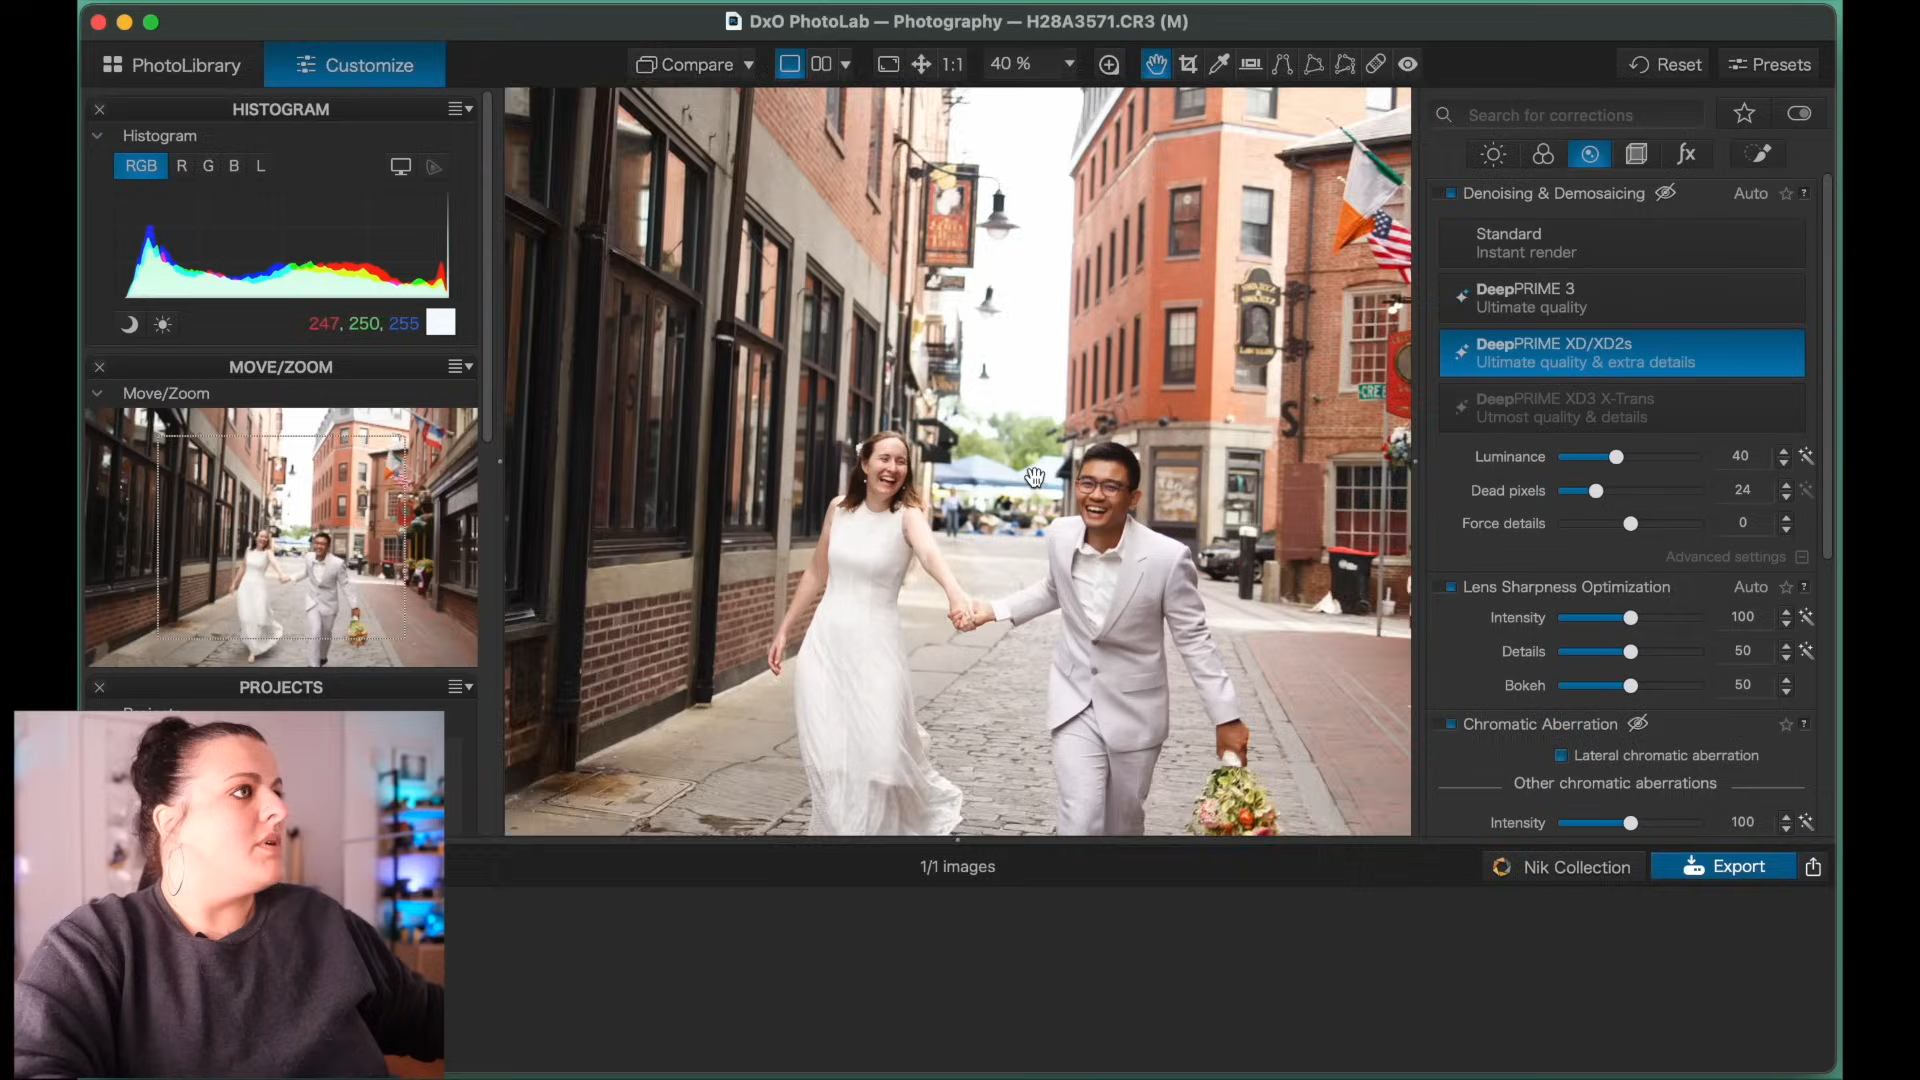 DxO PhotoLab — Photography — H28A3571.CR3 (M)
PhotoLibrary
Customize
Compare
1:1
40 %
Reset
Presets
HISTOGRAM
Histogram
RGB R G B L
247, 250, 255
MOVE/ZOOM
Move/Zoom
PROJECTS
Search for corrections
fx
Denoising & Demosaicing
Auto
?
Standard
Instant render
DeepPRIME 3
Ultimate quality
DeepPRIME XD/XD2s
Ultimate quality & extra details
DeepPRIME XD3 X-Trans
Utmost quality & details
Luminance 40
Dead pixels 24
Force details 0
Advanced settings
Lens Sharpness Optimization
Auto
?
Intensity 100
Details 50
Bokeh 50
Chromatic Aberration
?
Lateral chromatic aberration
Other chromatic aberrations
Intensity 100
1/1 images
Nik Collection
Export